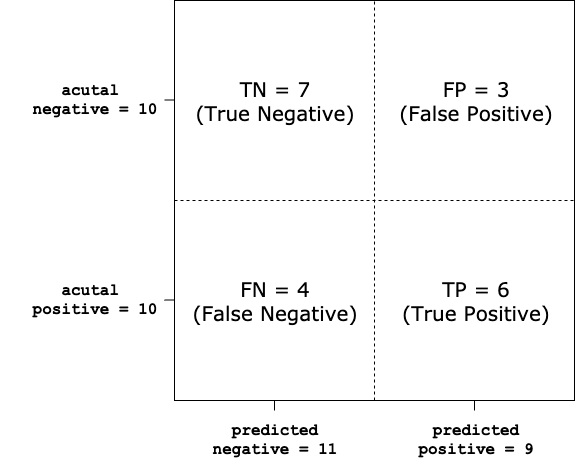 acutal
negative = 10
TN = 7
(True Negative)
FP = 3
(False Positive)
acutal
positive = 10
FN = 4
(False Negative)
TP = 6
(True Positive)
predicted
negative = 11
predicted
positive = 9